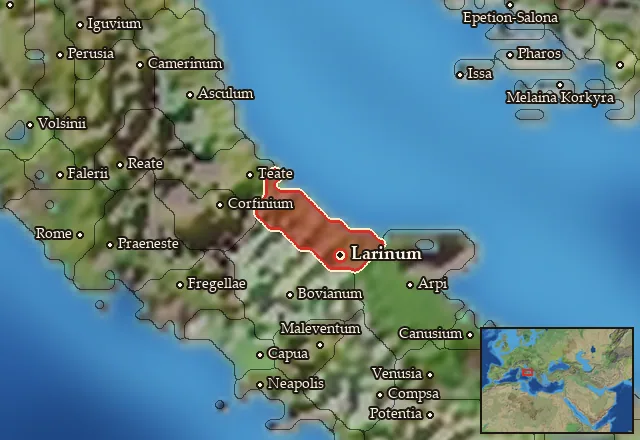 Epetion-Salona
Iguvium
Perusia
Pharos
Camerinum
Issa
Asculum
Melaina Korkyra
Volsinii
Reate
Falerii
Teate
Corfinium
Rome
Praeneste
Larinum
Fregellae
Arpi
Bovianum
Maleventum
Canusium
Capua
Venusia
Neapolis
Compsa
Potentia